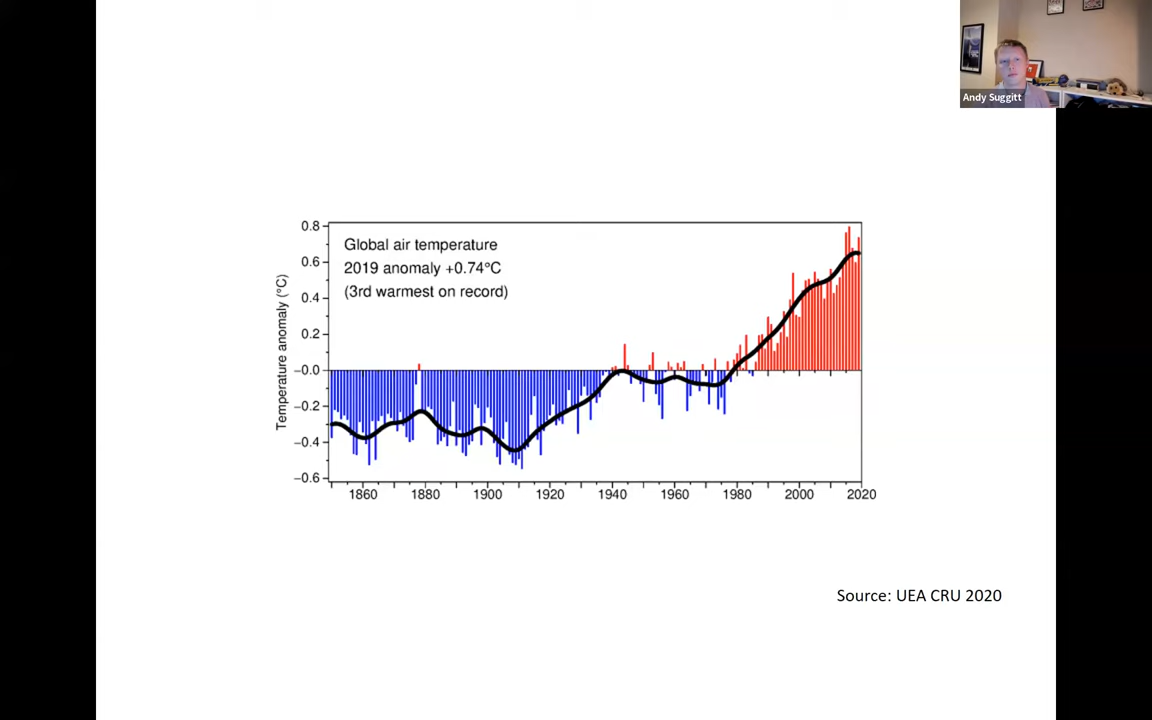 Andy Suggitt
Global air temperature
2019 anomaly +0.74°C
(3rd warmest on record)
Temperature anomaly (°C)
0.8
0.6
0.4
0.2
−0.0
−0.2
−0.4
−0.6
1860 1880 1900 1920 1940 1960 1980 2000 2020
Source: UEA CRU 2020